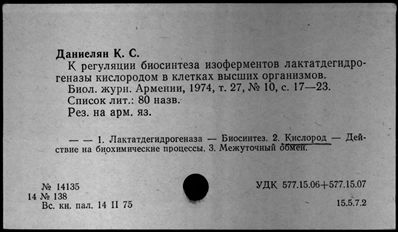 Даниелян К. С.
К регуляции биосинтеза изоферментов лактатдегидро-
геназы кислородом в клетках высших организмов.
Биол. журн. Армении, 1974, т. 27, № 10, с. 17—23.
Список лит.: 80 назв.
Рез. на арм. яз.
— — 1. Лактатдегидрогеназа — Биосинтез. 2. Кислород — Дей-
ствие на биохимические процессы. 3. Межуточный обмен.
№ 14135
УДК 577.15.06+577.15.07
14 № 138
Вс. кн. пал. 14 II 75
15.5.7.2